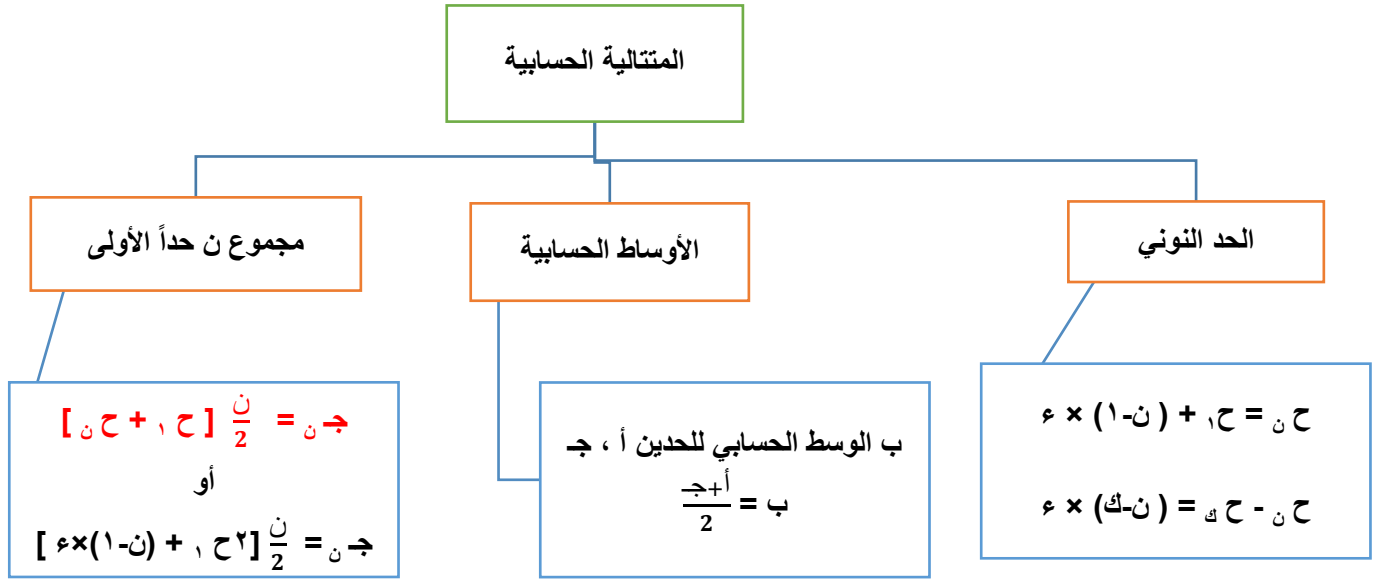 المتتالية الحسابية
الحد النوني
الأوساط الحسابية
مجموع ن حداً الأولى
ح ن = ح١ + ( ن-١) × ء
ح ن - ح ك = ( ن-ك) × ء
ب الوسط الحسابي للحدين أ ، جـ
ب = أ+جـ/2
جـ ن = ن/2 [ ح ١ + ح ن ]
أو
جـ ن = ن/2 [٢ح ١ + (ن-١)×ء ]